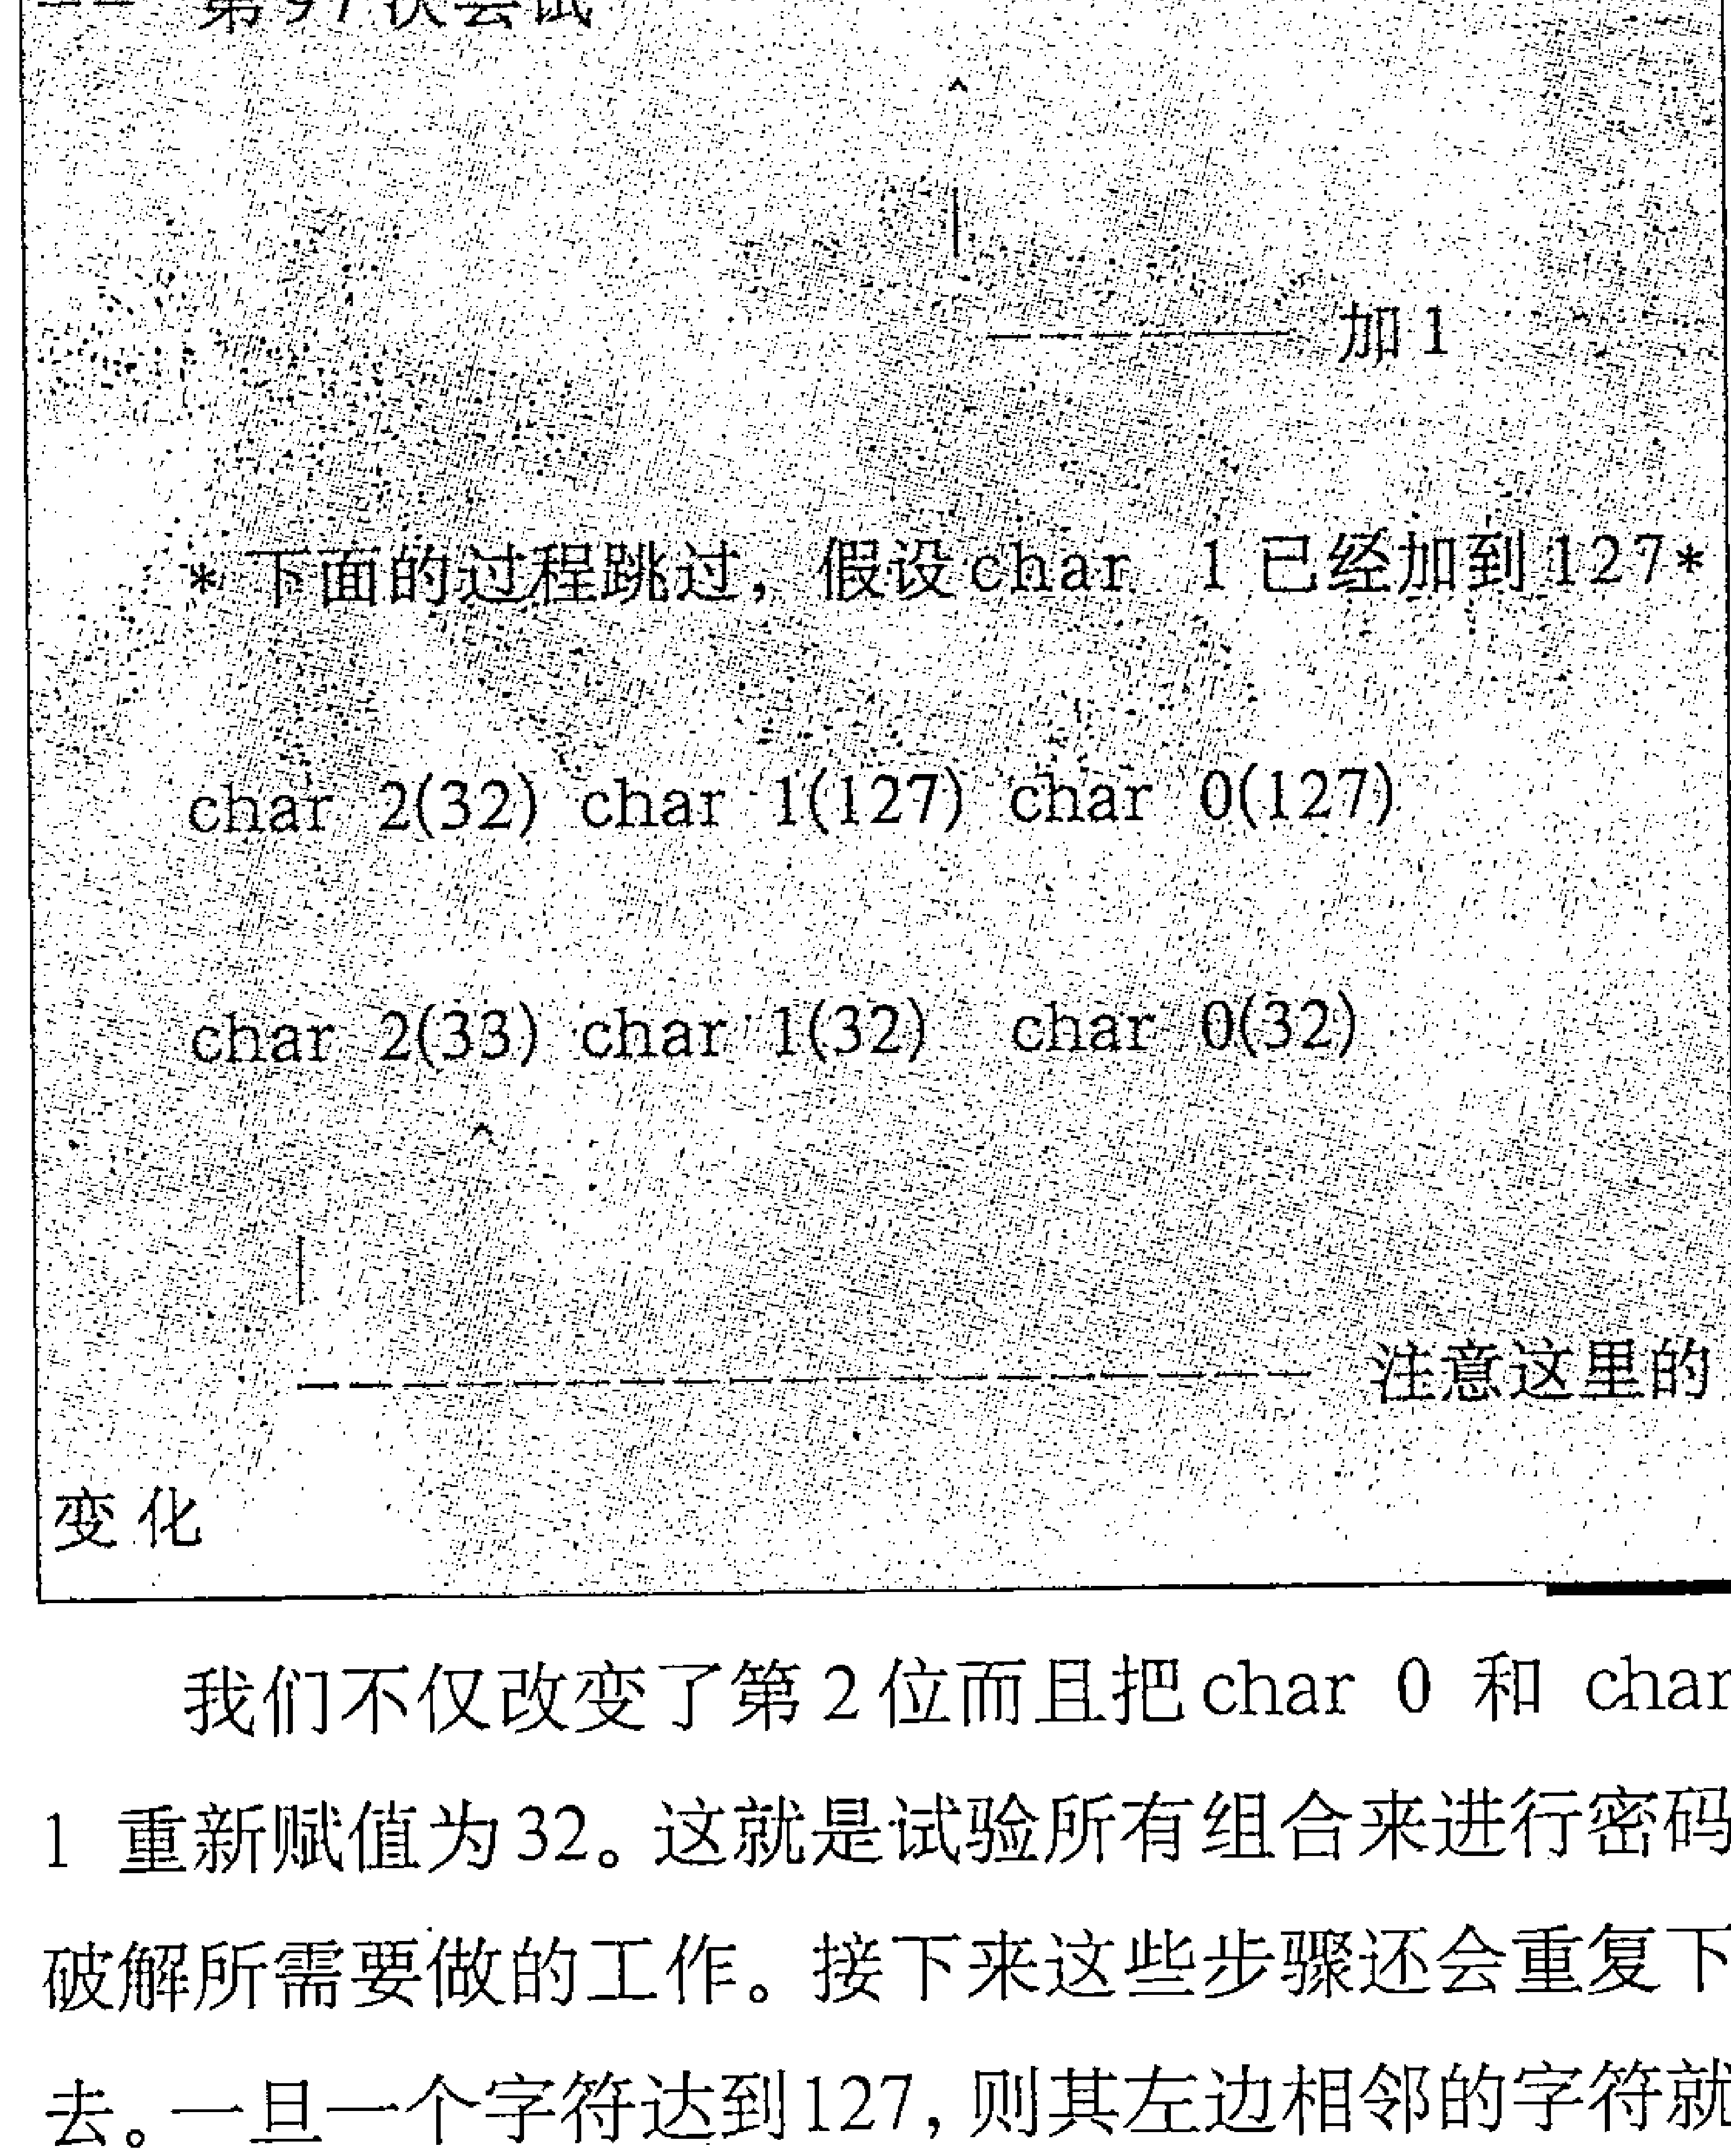 -- 第97次尝试
^
|
------ 加1
* 下面的过程跳过，假设char 1已经加到127*
char 2(32) char 1(127) char 0(127)
char 2(33) char 1(32) char 0(32)
^
|
------------------- 注意这里的
变化
我们不仅改变了第2位而且把char 0 和 char
1 重新赋值为32。这就是试验所有组合来进行密码
破解所需要做的工作。接下来这些步骤还会重复下
去。一旦一个字符达到127，则其左边相邻的字符就